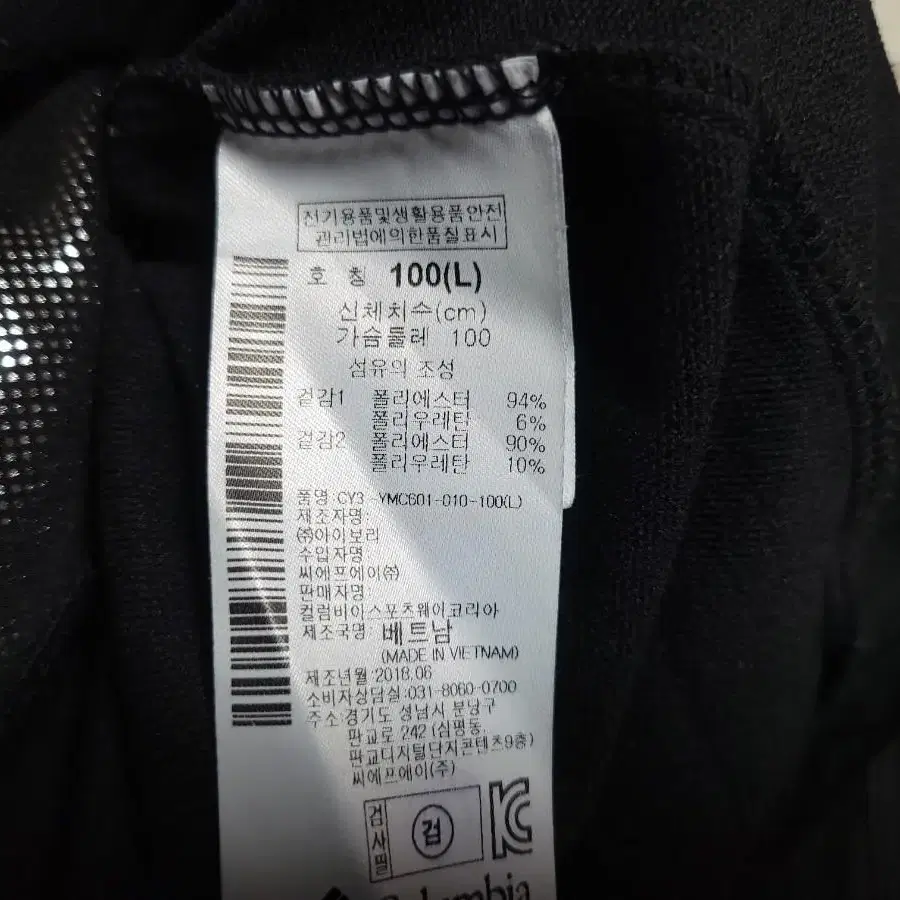 전기용품및생활용품안전
관리법에의한품질표시
호 칭 100(L)
신체치수(cm)
가슴둘레 100
섬유의 조성
겉감1 폴리에스터 94%
폴리우레탄 6%
겉감2 폴리에스터 90%
폴리우레탄 10%
품명:CY3-YMC601-010-100(L)
제조자명:
㈜아이보리
수입자명
씨에프에이㈜
판매자명:
컬럼비아스포츠웨어코리아
제조국명: 베트남
(MADE IN VIETNAM)
제조년월:2018.06
소비자상담실:031-8060-0700
주소:경기도 성남시 분당구
판교로 242 (삼평동,
판교디지털단지콘텐츠9층)
씨에프에이(주)
검사필
검
KC
Columbia